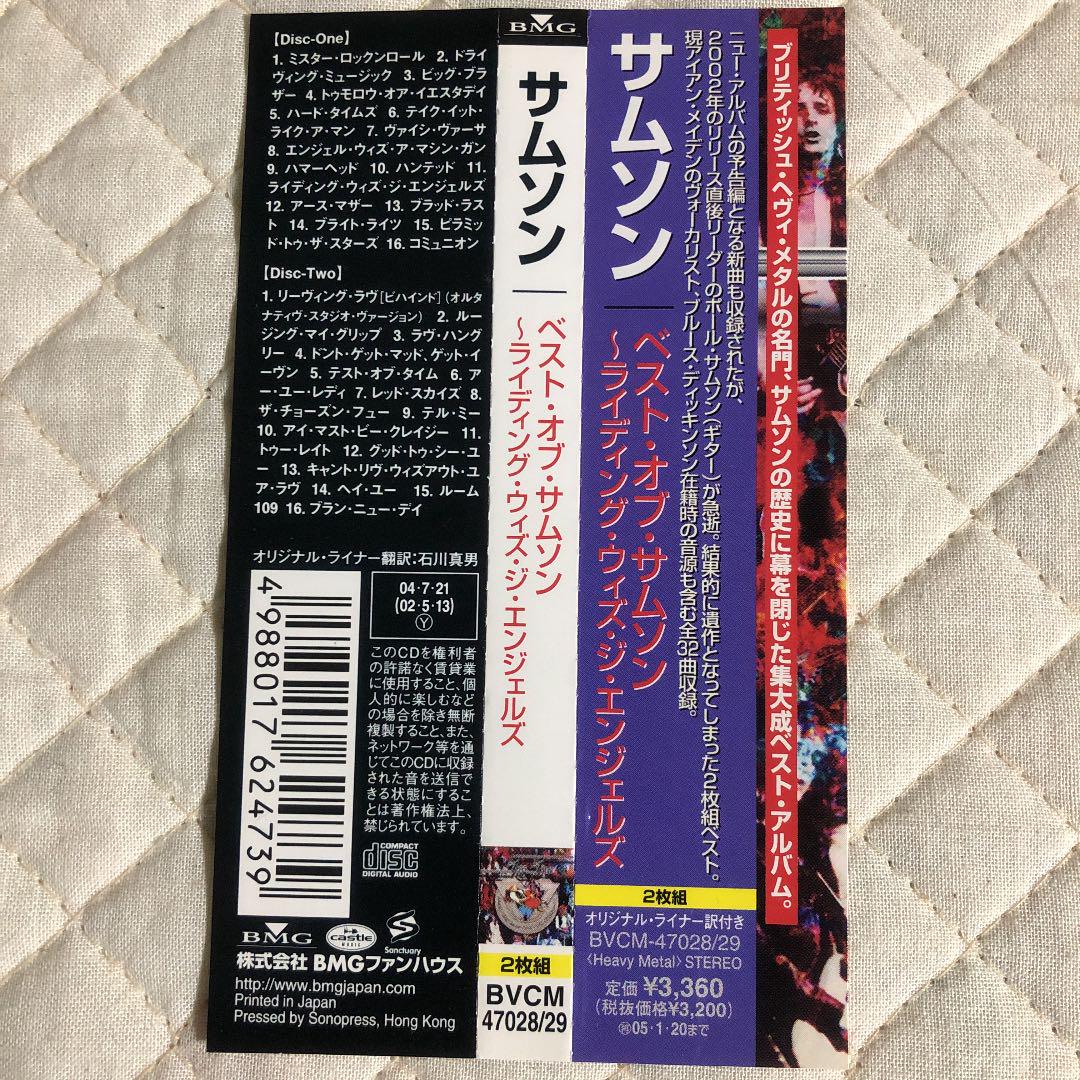 【Disc-One】
1. ミスター・ロックンロール 2. ドライ
ヴィング・ミュージック 3. ビッグ・ブラ
ザー 4. トゥモロウ・オア・イエスタデイ
5. ハード・タイムズ 6. テイク・イット・
ライク・ア・マン 7. ヴァイシ・ヴァーサ
8. エンジェル・ウィズ・ア・マシン・ガン
9. ハマーヘッド 10. ハンテッド 11.
ライディング・ウィズ・ジ・エンジェルズ
12. アース・マザー 13. ブラッド・ラス
ト 14. ブライト・ライツ 15. ピラミッ
ド・トゥ・ザ・スターズ 16. コミュニオン
【Disc-Two】
1. リーヴィング・ラヴ[ビハインド](オルタ
ナティヴ・スタジオ・ヴァージョン) 2. ルー
ジング・マイ・グリップ 3. ラヴ・ハング
リー 4. ドント・ゲット・マッド、ゲット・イ
ーヴン 5. テスト・オブ・タイム 6. ア
ー・ユー・レディ 7. レッド・スカイズ 8.
ザ・チョーズン・フュー 9. テル・ミー
10. アイ・マスト・ビー・クレイジー 11.
トゥー・レイト 12. グッド・トゥ・シー・ユ
ー 13. キャント・リヴ・ウィズアウト・ユ
ア・ラヴ 14. ヘイ・ユー 15. ルーム
109 16. ブラン・ニュー・デイ
オリジナル・ライナー翻訳:石川真男
4 988017 624739
04・7・21
(02・5・13)
Ⓨ
このCDを権利者
の許諾なく賃貸業
に使用すること、個
人的に楽しむなど
の場合を除き無断
複製すること、また、
ネットワーク等を通
じてこのCDに収録
された音を送信で
きる状態にするこ
とは著作権法上、
禁じられています。
COMPACT
disc
DIGITAL AUDIO
BMG
castle
MUSIC
Sanctuary
株式会社 BMGファンハウス
http://www.bmgjapan.com
Printed in Japan
Pressed by Sonopress, Hong Kong
BMG
サムソン
ベスト・オブ・サムソン
~ライディング・ウィズ・ジ・エンジェルズ
2枚組
BVCM
47028/29
ブリティッシュ・ヘヴィ・メタルの名門、サムソンの歴史に幕を閉じた集大成ベスト・アルバム。
ニュー・アルバムの予告編となる新曲も収録されたが、
2002年のリリース直後リーダーのポール・サムソン(ギター)が急逝。結果的に遺作となってしまった2枚組ベスト。
現アイアン・メイデンのヴォーカリスト、ブルース・ディッキンソン在籍時の音源も含む全32曲収録。
サムソン
ベスト・オブ・サムソン
~ライディング・ウィズ・ジ・エンジェルズ
2枚組
オリジナル・ライナー訳付き
BVCM-47028/29
〈Heavy Metal〉STEREO
定価 ¥3,360
(税抜価格¥3,200)
㊕05・1・20まで